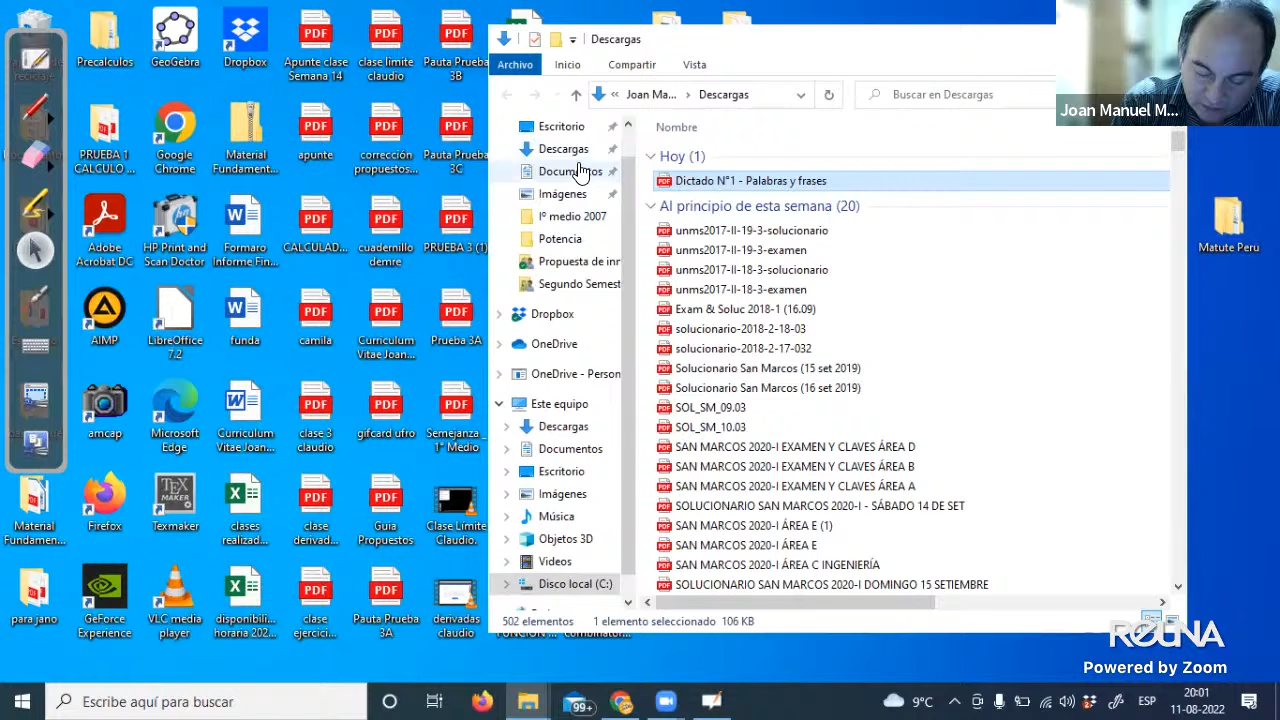 Precalculos
GeoGebra
Dropbox
Apunte clase
Semana 14
clase limite
claudio
Pauta Prueba
3B
PRUEBA 1
CALCULO ...
Google
Chrome
Material
Fundament...
apunte
corrección
propuestos...
Pauta Prueba
3C
Adobe
Acrobat DC
HP Print and
Scan Doctor
Formaro
Informe Fin...
CALCULAD...
cuadernillo
demre
PRUEBA 3 (1)
AIMP
LibreOffice
7.2
funda
camila
Curriculum
Vitae Joan...
Prueba 3A
amcap
Microsoft
Edge
Curriculum
Vitae Joan...
clase 3
claudio
gifcard ufro
Semejanza _
1° Medio
Material
Fundamen...
Firefox
Texmaker
clases
realizad...
clase
derivad...
Guia
Propuestos
Clase Limite
Claudio.
para jano
GeForce
Experience
VLC media
player
disponibili...
horaria 202...
clase
ejercici...
Pauta Prueba
3A
derivadas
claudio
Matute Peru
Descargas
Archivo Inicio Compartir Vista
« Joan Ma... > Descargas
Buscar en Descargas
Escritorio
Descargas
Documentos
Imágenes
I° medio 2007
Potencia
Propuesta de inr
Segundo Semest
Dropbox
OneDrive
OneDrive - Person
Este equipo
Descargas
Documentos
Escritorio
Imágenes
Música
Objetos 3D
Videos
Disco local (C:)
Nombre
Hoy (1)
Dictado N°1 - Palabras y frases
Al principio de esta semana (20)
unms2017-II-19-3-solucionario
unms2017-II-19-3-examen
unms2017-II-18-3-solucionario
unms2017-II-18-3-examen
Exam & Soluc 2018-1 (16.09)
solucionario-2018-2-18-03
solucionario-2018-2-17-032
Solucionario San Marcos (15 set 2019)
Solucionario San Marcos (16 set 2019)
SOL_SM_09.03
SOL_SM_10.03
SAN MARCOS 2020-I EXAMEN Y CLAVES ÁREA D
SAN MARCOS 2020-I EXAMEN Y CLAVES ÁREA B
SAN MARCOS 2020-I EXAMEN Y CLAVES ÁREA A
SOLUCIONARIO SAN MARCOS 2020-I - SÁBADO 14 DE SET
SAN MARCOS 2020-I ÁREA E (1)
SAN MARCOS 2020-I ÁREA E
SAN MARCOS 2020-I ÁREA C INGENIERÍA
SOLUCIONARIO SAN MARCOS 2020-I DOMINGO 15 SETIEMBRE
502 elementos 1 elemento seleccionado 106 KB
Joan Manuel M...
Powered by Zoom
Escribe aquí para buscar
99+
9°C
ESP
20:01
11-08-2022